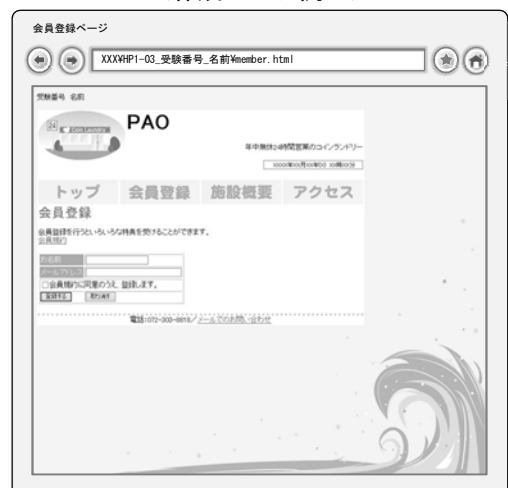 会員登録ページ
XXX¥HP1-03_受験番号_名前¥member.html
受験番号 名前
24 Coin Laundry
PAO
年中無休24時間営業のコインランドリー
トップ 会員登録 施設概要 アクセス
会員登録
会員登録を行うといろいろな特典を受けることができます。
会員規約
お名前
メールアドレス
会員規約に同意のうえ、登録します。
登録する 取り消す
電話:072-303-6818/メールでのお問い合わせ